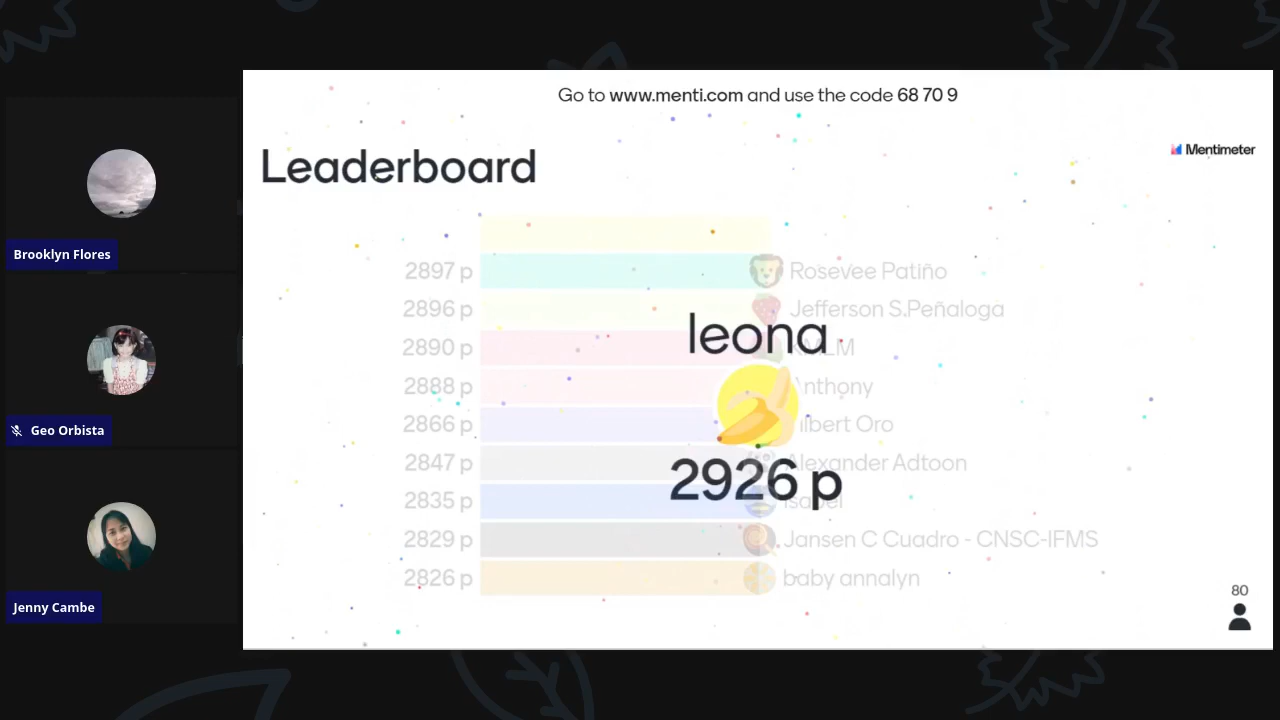 Go to www.menti.com and use the code 68 70 9
Mentimeter
Leaderboard
2897 p Rosevee Patiño
2896 p Jefferson S.Peñaloga
leona
2890 p
2888 p Anthony
2866 p
2847 p Alexander Adtoon
2926 p
2835 p Isabel
2829 p Jansen C Cuadro - CNSC-IFMS
2826 p baby annalyn
80
Brooklyn Flores
Geo Orbista
Jenny Cambe